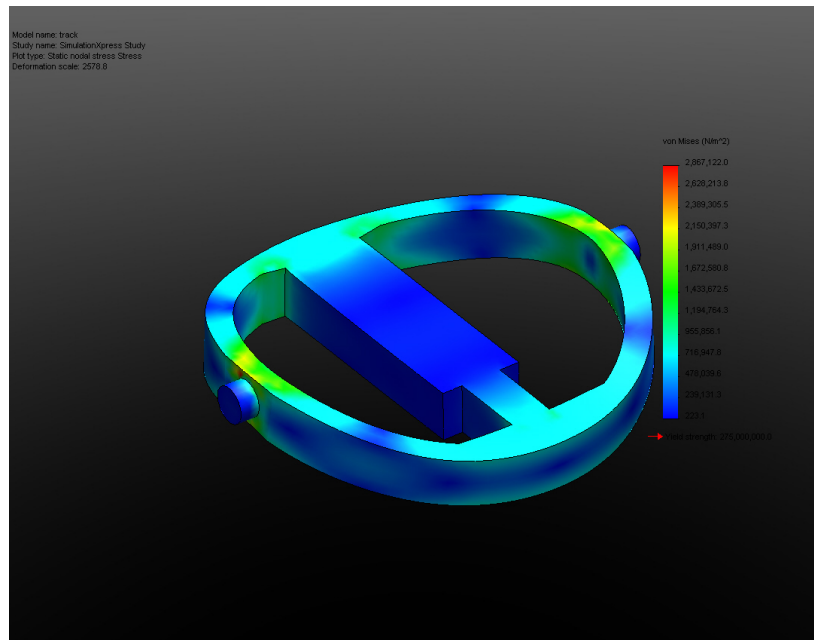 Model name: track
Study name: SimulationXpress Study
Plot type: Static nodal stress Stress
Deformation scale: 2578.8
von Mises (N/m^2)
2,867,122.0
2,628,213.8
2,389,305.5
2,150,397.3
1,911,489.0
1,672,580.8
1,433,672.5
1,194,764.3
955,856.1
716,947.8
478,039.6
239,131.3
223.1
Yield strength: 275,000,000.0